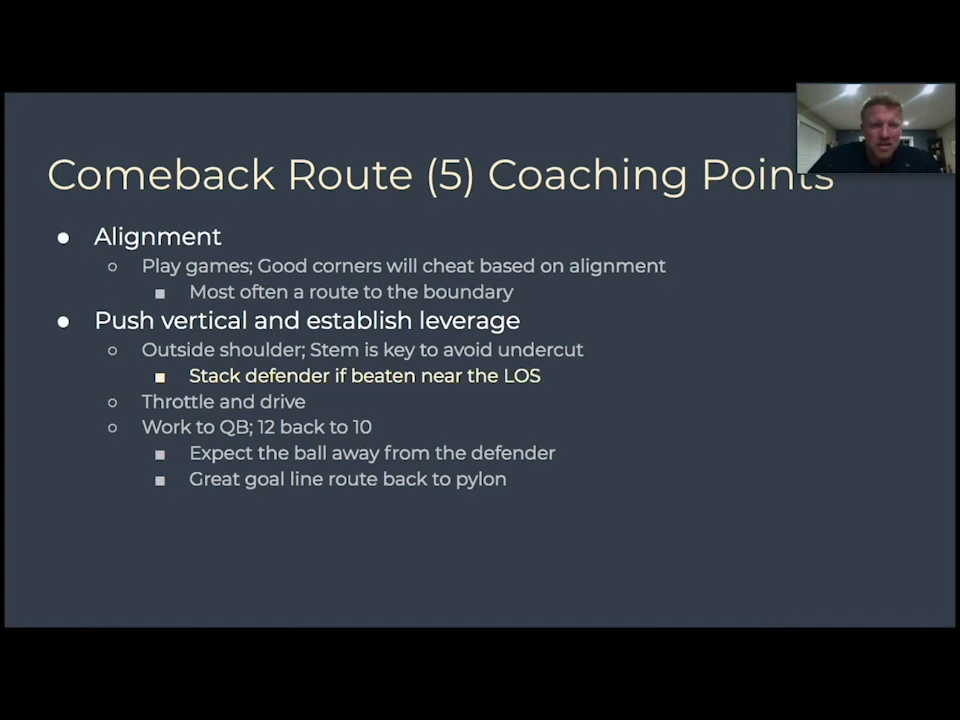 Comeback Route (5) Coaching Points
● Alignment
○ Play games; Good corners will cheat based on alignment
■ Most often a route to the boundary
● Push vertical and establish leverage
○ Outside shoulder; Stem is key to avoid undercut
■ Stack defender if beaten near the LOS
○ Throttle and drive
○ Work to QB; 12 back to 10
■ Expect the ball away from the defender
■ Great goal line route back to pylon